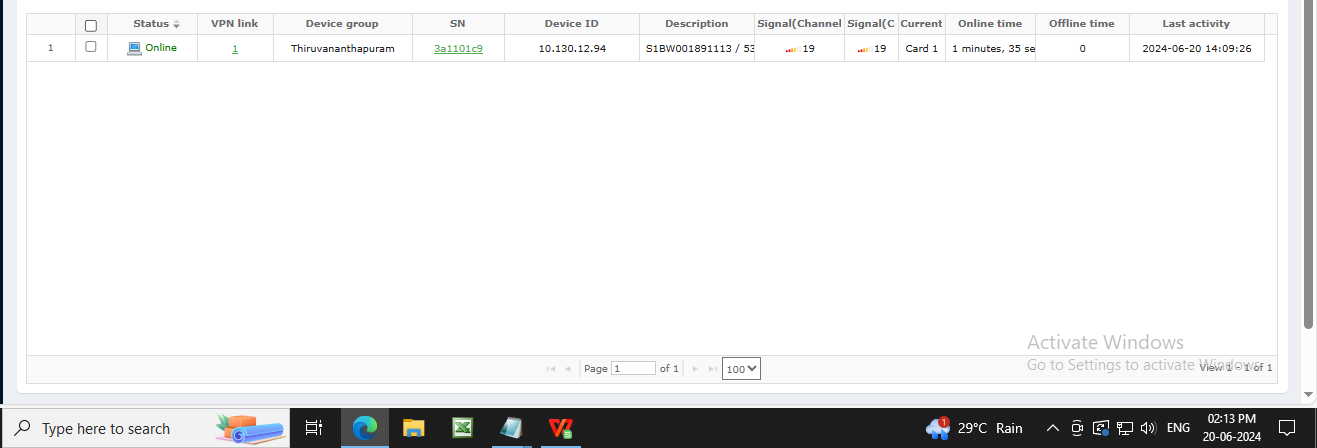 Status VPN link Device group SN Device ID Description Signal(Channel Signal(C Current Online time Offline time Last activity
1 Online 1 Thiruvananthapuram 3a1101c9 10.130.12.94 S1BW001891113 / 53 19 19 Card 1 1 minutes, 35 se 0 2024-06-20 14:09:26
Activate Windows
Go to Settings to activate Windows.
Page 1 of 1 100 View 1 - 1 of 1
Type here to search 1 29°C Rain ENG 02:13 PM
20-06-2024